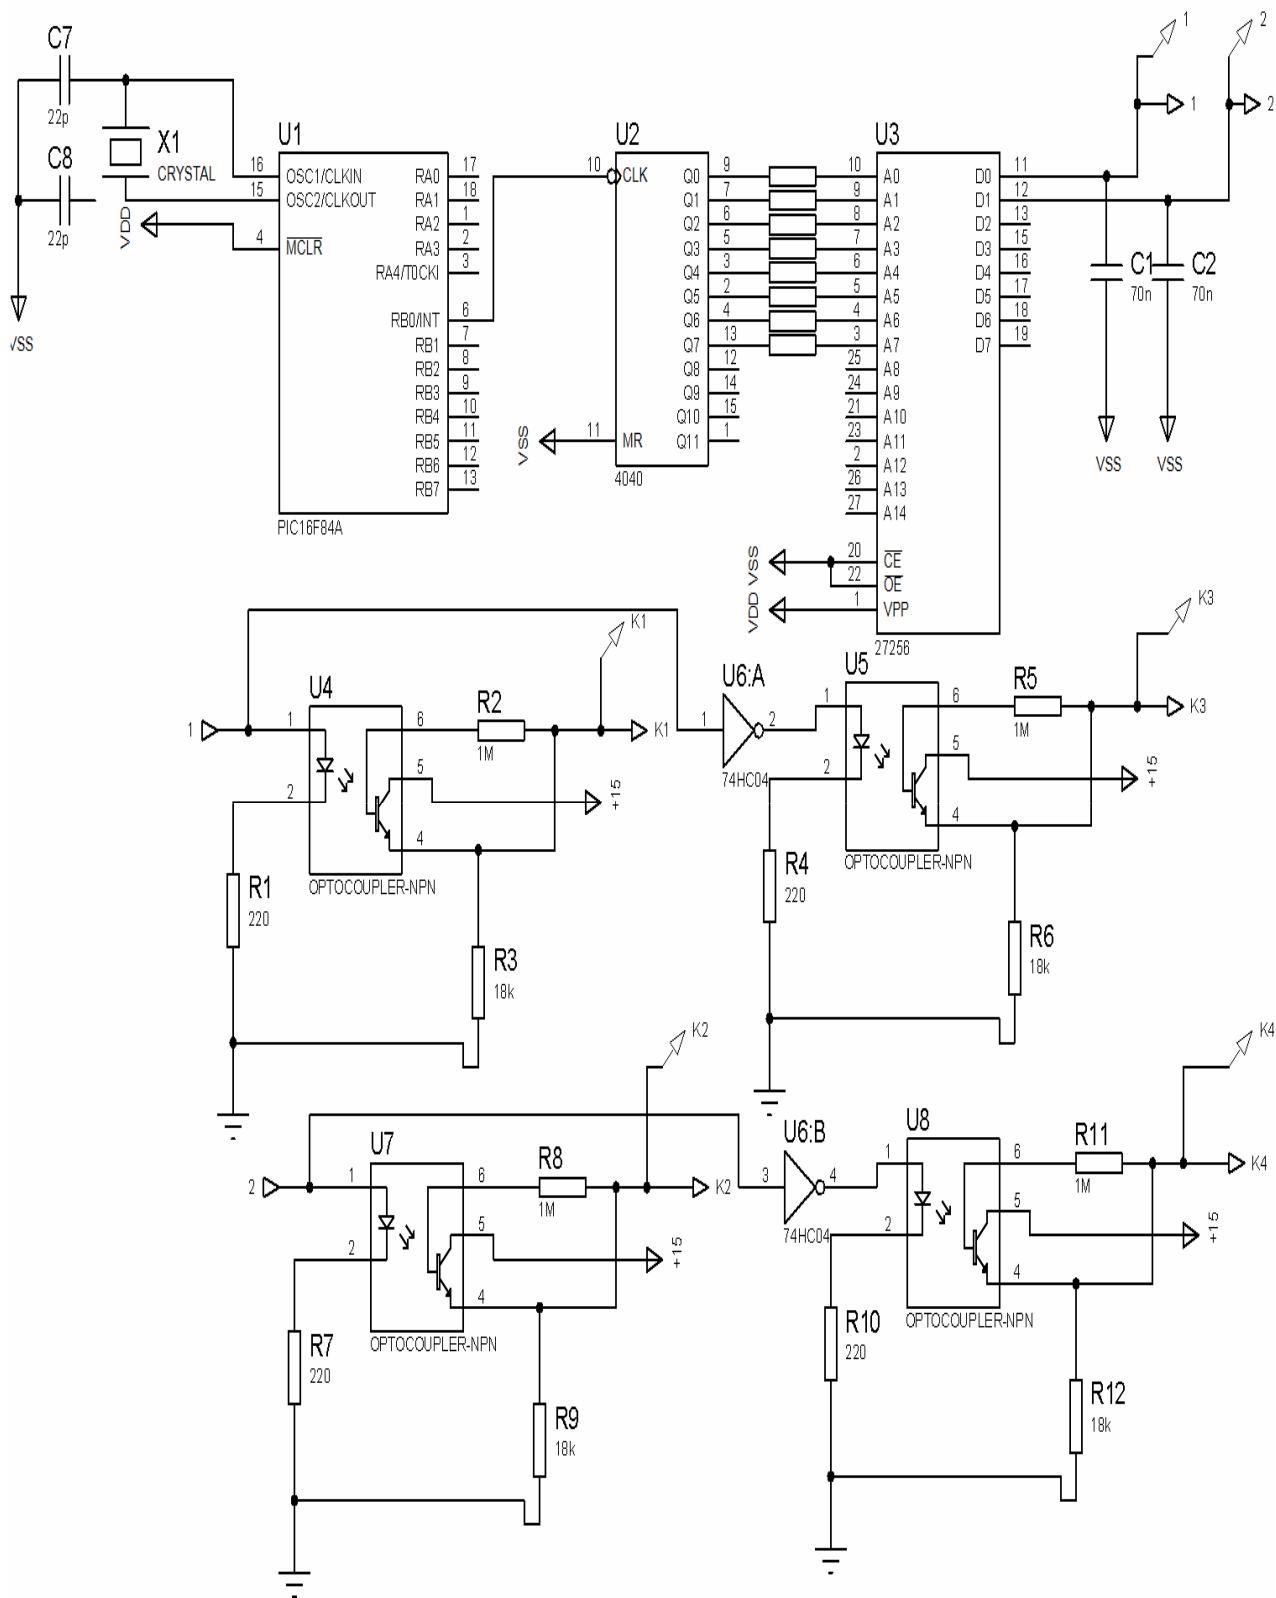 C7
22p
C8
22p
X1
CRYSTAL
VDD
VSS
U1
16 OSC1/CLKIN RA0 17
15 OSC2/CLKOUT RA1 18
RA2 1
4 MCLR RA3 2
RA4/T0CKI 3
RB0/INT 6
RB1 7
RB2 8
RB3 9
RB4 10
RB5 11
RB6 12
RB7 13
PIC16F84A
U2
10 CLK Q0 9
Q1 7
Q2 6
Q3 5
Q4 3
Q5 2
Q6 4
Q7 13
Q8 12
Q9 14
Q10 15
VSS 11 MR Q11 1
4040
U3
10 A0 D0 11
9 A1 D1 12
8 A2 D2 13
7 A3 D3 15
6 A4 D4 16
5 A5 D5 17
4 A6 D6 18
3 A7 D7 19
25 A8
24 A9
21 A10
23 A11
2 A12
26 A13
27 A14
VSS 20 CE
22 OE
VDD 1 VPP
27256
1
2
1
2
C1
70n
C2
70n
VSS
VSS
1
U4
1
2
6
5
4
OPTOCOUPLER-NPN
R1
220
R2
1M
R3
18k
K1
K1
+15
U6:A
1 2
74HC04
U5
1
2
6
5
4
OPTOCOUPLER-NPN
R4
220
R5
1M
R6
18k
K3
K3
+15
2
U7
1
2
6
5
4
OPTOCOUPLER-NPN
R7
220
R8
1M
R9
18k
K2
K2
+15
U6:B
3 4
74HC04
U8
1
2
6
5
4
OPTOCOUPLER-NPN
R10
220
R11
1M
R12
18k
K4
K4
+15